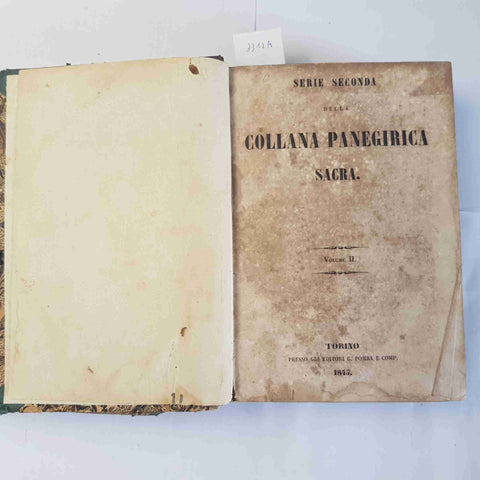 SERIE SECONDA
DELLA
COLLANA PANEGIRICA
SACRA.
VOLUME II.
TORINO
PRESSO GLI EDITORI G. POMBA E COMP.